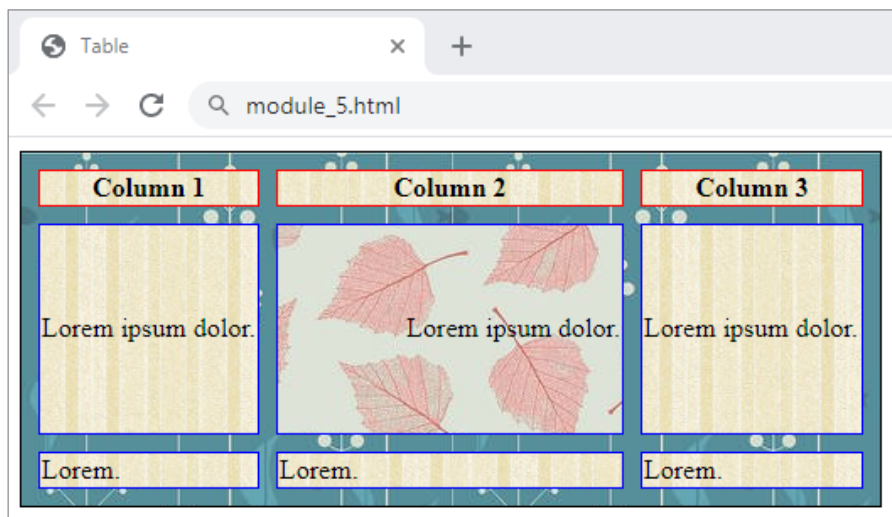 Table
module_5.html
Column 1 Column 2 Column 3
Lorem ipsum dolor. Lorem ipsum dolor. Lorem ipsum dolor.
Lorem. Lorem. Lorem.